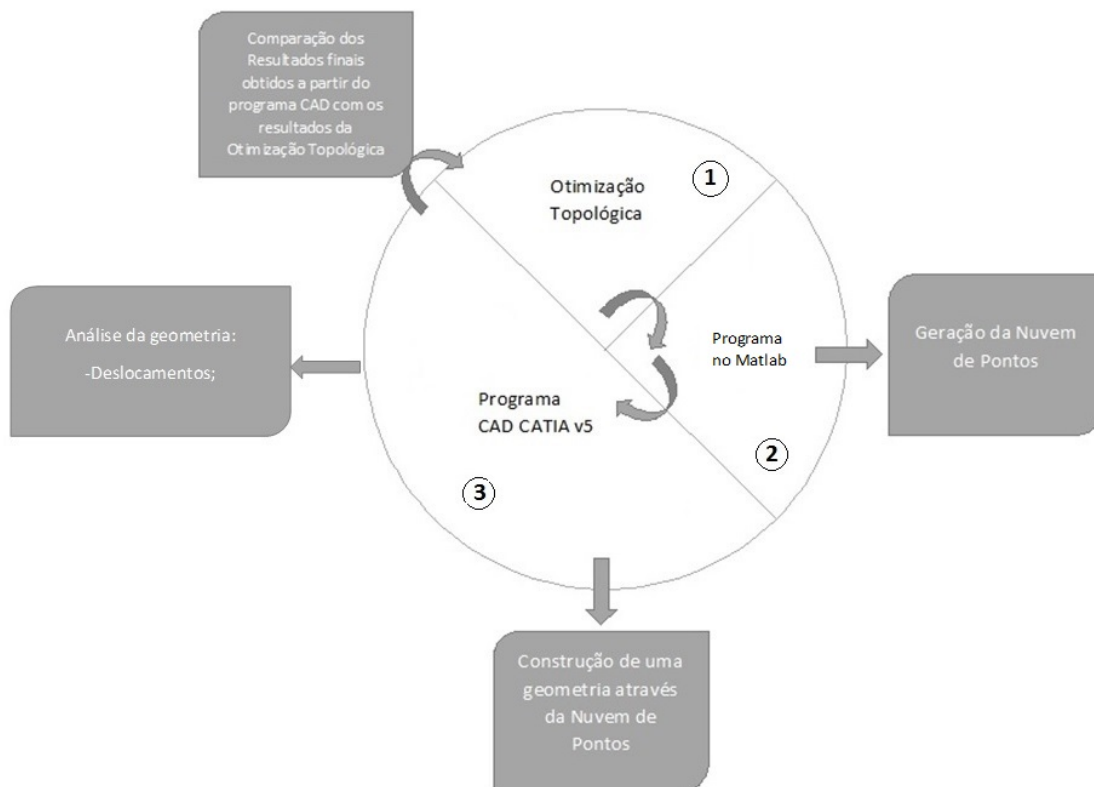 Comparação dos
Resultados finais
obtidos a partir do
programa CAD com os
resultados da
Otimização Topológica
1
Otimização
Topológica
Análise da geometria:
-Deslocamentos;
Programa
no Matlab
Geração da Nuvem
de Pontos
Programa
CAD CATIA v5
2
3
Construção de uma
geometria através
da Nuvem de
Pontos